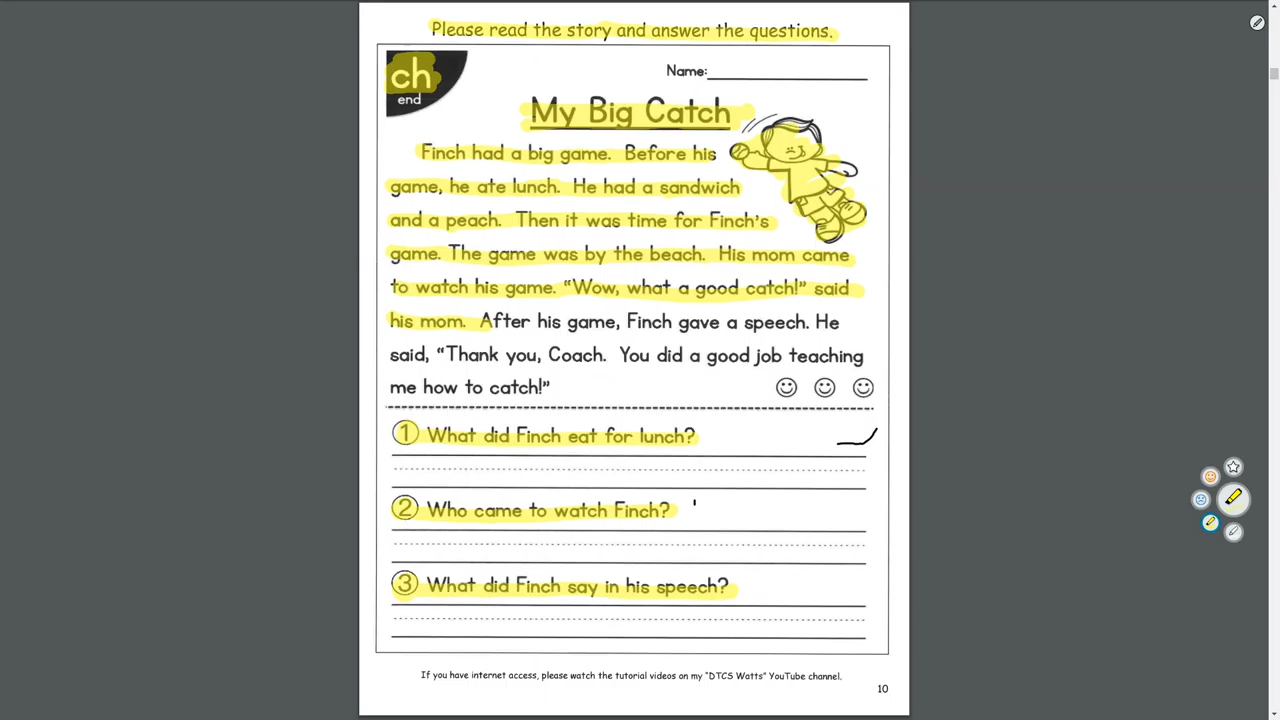 Please read the story and answer the questions.
ch
end
Name:
My Big Catch
Finch had a big game. Before his
game, he ate lunch. He had a sandwich
and a peach. Then it was time for Finch's
game. The game was by the beach. His mom came
to watch his game. "Wow, what a good catch!" said
his mom. After his game, Finch gave a speech. He
said, "Thank you, Coach. You did a good job teaching
me how to catch!"
1 What did Finch eat for lunch?
2 Who came to watch Finch?
3 What did Finch say in his speech?
If you have internet access, please watch the tutorial videos on my "DTCS Watts" YouTube channel.
10